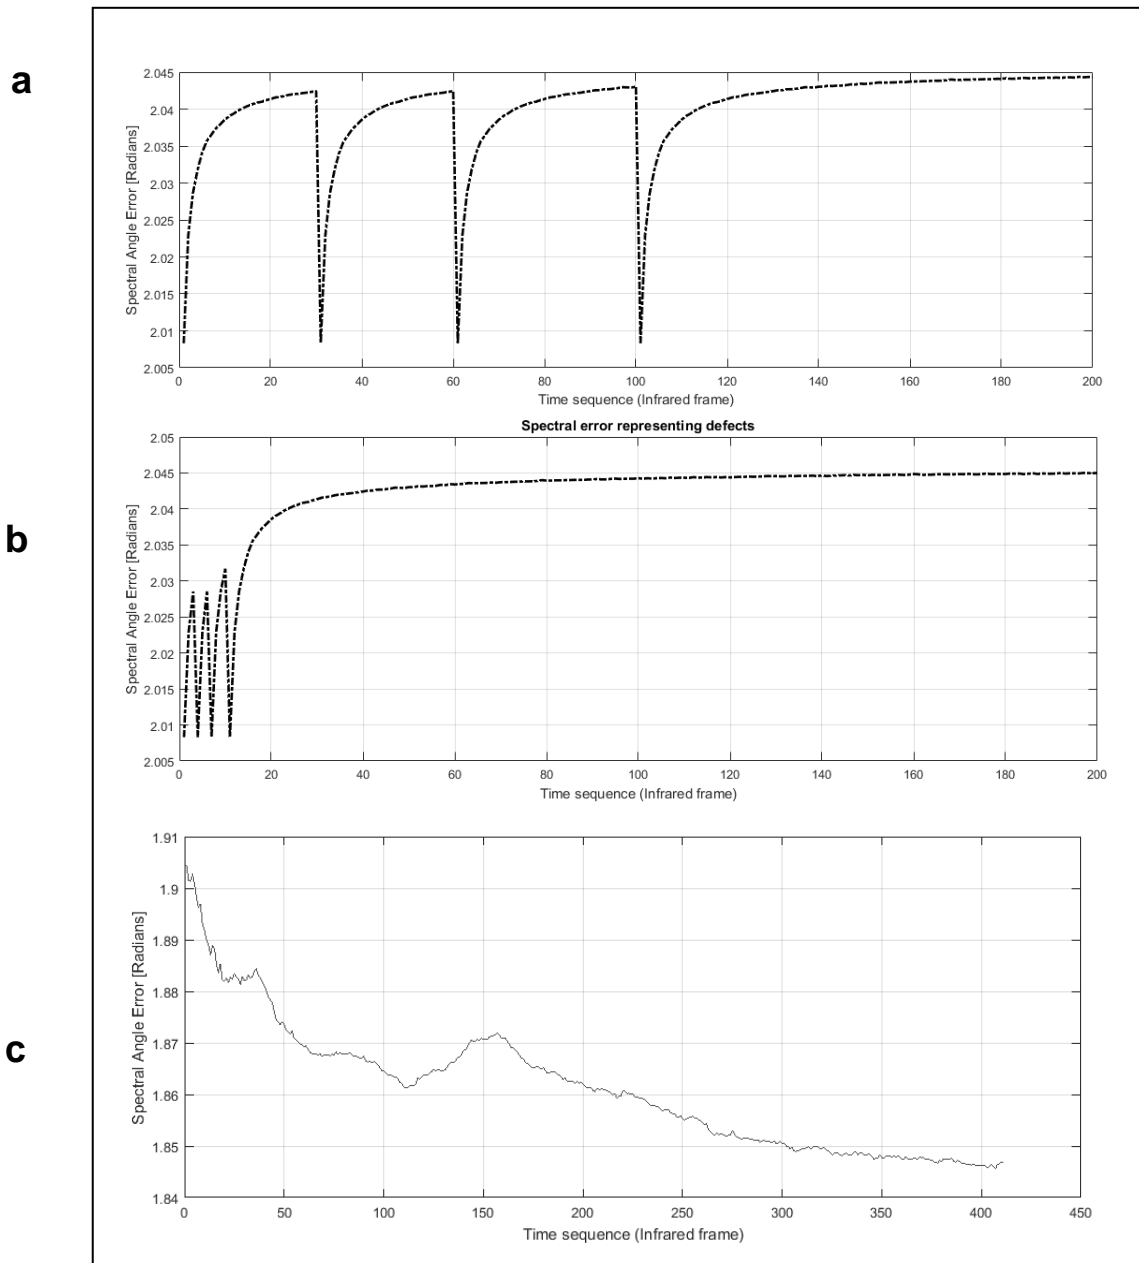 a
Spectral Angle Error [Radians]
2.045
2.04
2.035
2.03
2.025
2.02
2.015
2.01
2.005
0 20 40 60 80 100 120 140 160 180 200
Time sequence (Infrared frame)
b
Spectral error representing defects
Spectral Angle Error [Radians]
2.05
2.045
2.04
2.035
2.03
2.025
2.02
2.015
2.01
2.005
0 20 40 60 80 100 120 140 160 180 200
Time sequence (Infrared frame)
c
Spectral Angle Error [Radians]
1.91
1.9
1.89
1.88
1.87
1.86
1.85
1.84
0 50 100 150 200 250 300 350 400 450
Time sequence (Infrared frame)